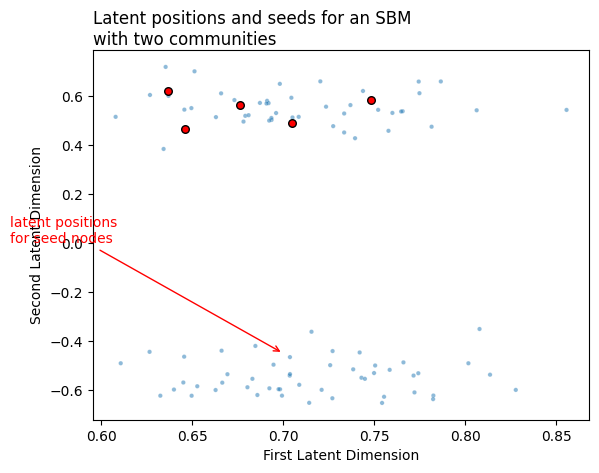 Latent positions and seeds for an SBM
with two communities
0.6
0.4
0.2
0.0
−0.2
−0.4
−0.6
Second Latent Dimension
latent positions
for seed nodes
0.60 0.65 0.70 0.75 0.80 0.85
First Latent Dimension